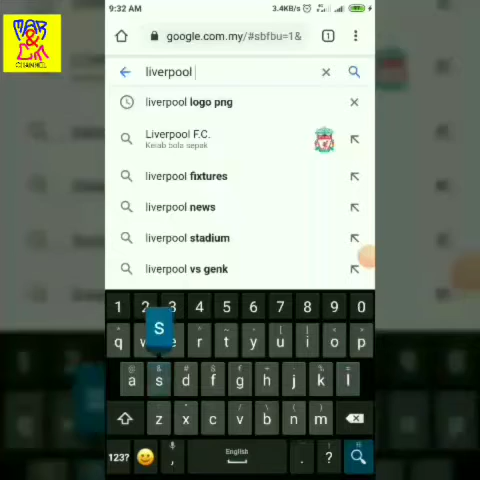 9:32 AM 3.4KB/s
MAR
&
CHANNEL
google.com.my/#sbfbu=1& 1
liverpool
liverpool logo png
Liverpool F.C.
Kelab bola sepak
liverpool fixtures
liverpool news
liverpool stadium
liverpool vs genk
1 2 3 4 5 6 7 8 9 0
S
q w e r t y u i o p
a s d f g h j k l
z x c v b n m
123? , English . ?